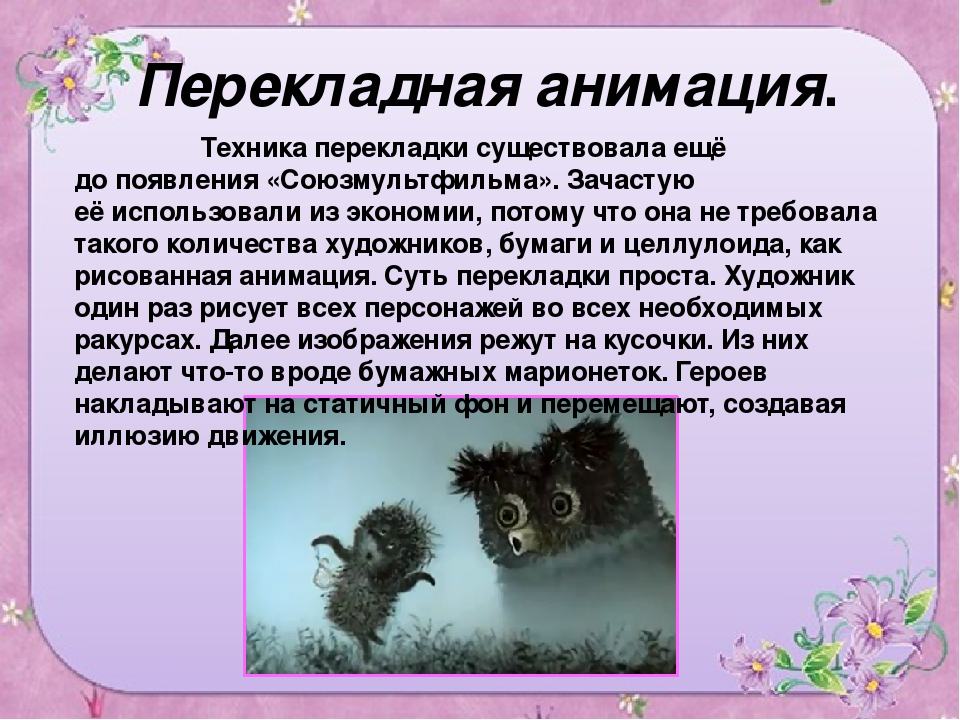 Перекладная анимация.
Техника перекладки существовала ещё
до появления «Союзмультфильма». Зачастую
её использовали из экономии, потому что она не требовала
такого количества художников, бумаги и целлулоида, как
рисованная анимация. Суть перекладки проста. Художник
один раз рисует всех персонажей во всех необходимых
ракурсах. Далее изображения режут на кусочки. Из них
делают что-то вроде бумажных марионеток. Героев
накладывают на статичный фон и перемещают, создавая
иллюзию движения.